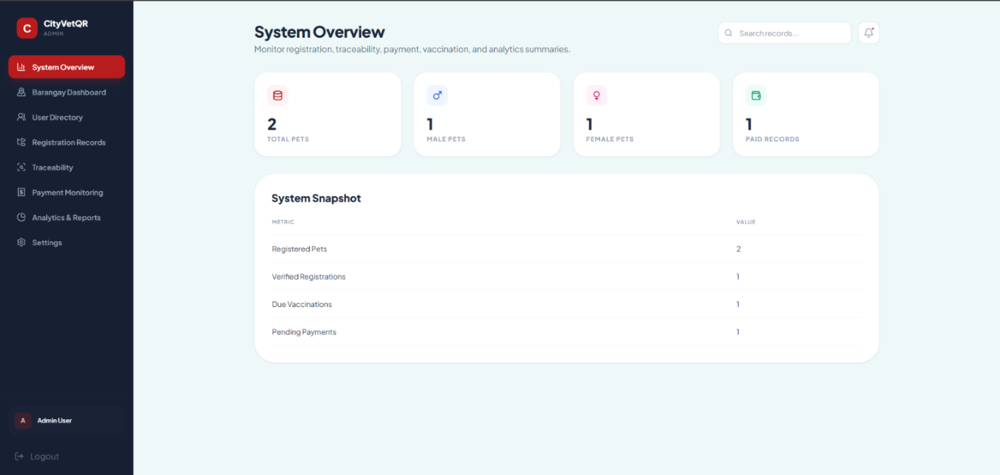 C
CityVetQR
ADMIN
System Overview
Barangay Dashboard
User Directory
Registration Records
Traceability
Payment Monitoring
Analytics & Reports
Settings
A
Admin User
Logout
System Overview
Monitor registration, traceability, payment, vaccination, and analytics summaries.
Search records...
2
TOTAL PETS
1
MALE PETS
1
FEMALE PETS
1
PAID RECORDS
System Snapshot
METRIC VALUE
Registered Pets 2
Verified Registrations 1
Due Vaccinations 1
Pending Payments 1